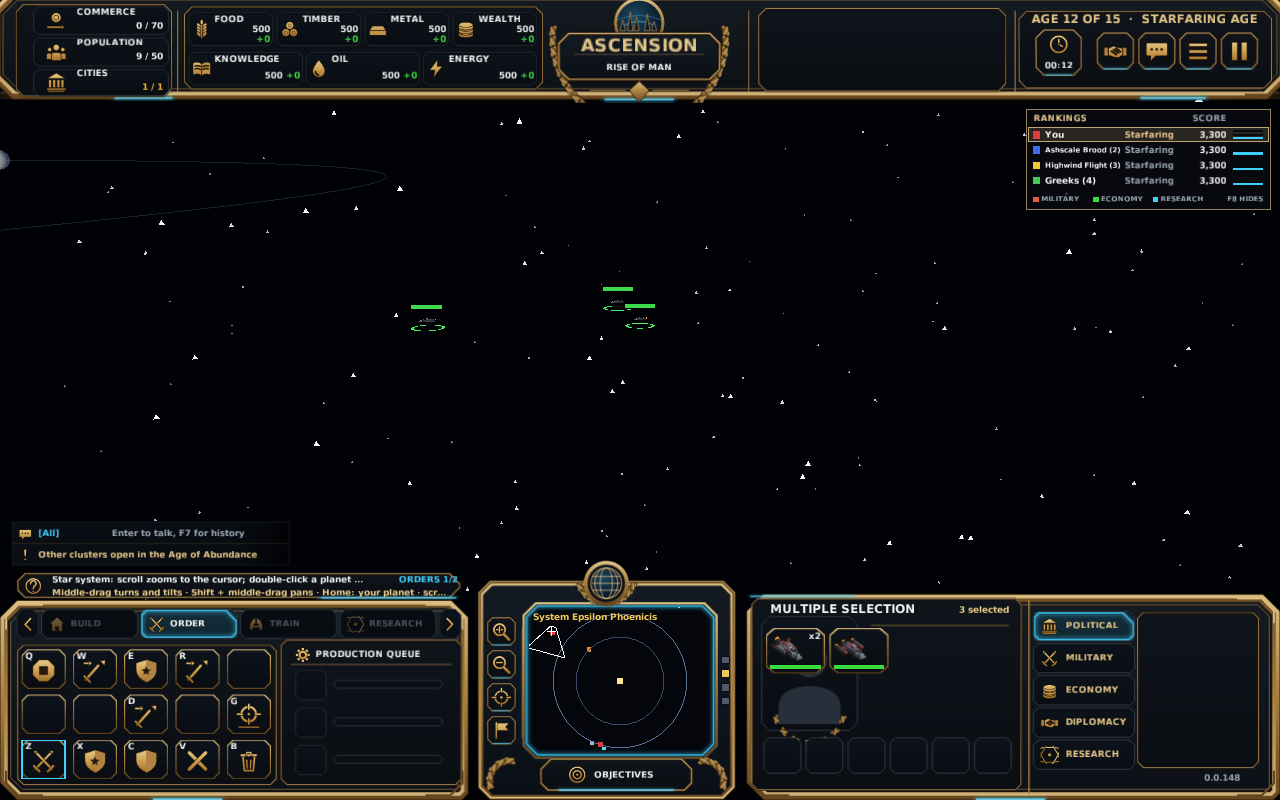 COMMERCE
0 / 70
POPULATION
9 / 50
CITIES
1 / 1
FOOD
500
+0
TIMBER
500
+0
METAL
500
+0
WEALTH
500
+0
KNOWLEDGE
500 +0
OIL
500 +0
ENERGY
500 +0
ASCENSION
RISE OF MAN
AGE 12 OF 15 · STARFARING AGE
00:12
RANKINGS SCORE
You Starfaring 3,300
Ashscale Brood (2) Starfaring 3,300
Highwind Flight (3) Starfaring 3,300
Greeks (4) Starfaring 3,300
MILITARY ECONOMY RESEARCH F8 HIDES
[All] Enter to talk, F7 for history
! Other clusters open in the Age of Abundance
Star system: scroll zooms to the cursor; double-click a planet ... ORDERS 1/2
Middle-drag turns and tilts · Shift + middle-drag pans · Home: your planet · scr...
BUILD
ORDER
TRAIN
RESEARCH
Q W E R
D G
Z X C V B
PRODUCTION QUEUE
System Epsilon Phoenicis
OBJECTIVES
MULTIPLE SELECTION 3 selected
x2
POLITICAL
MILITARY
ECONOMY
DIPLOMACY
RESEARCH
0.0.148